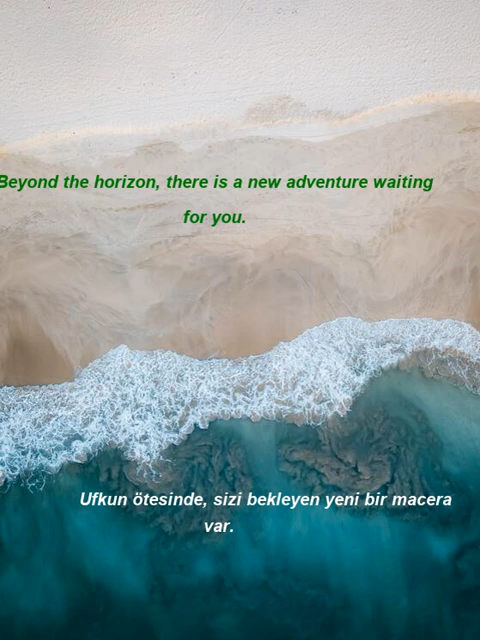 Beyond the horizon, there is a new adventure waiting
for you.
Ufkun ötesinde, sizi bekleyen yeni bir macera
var.